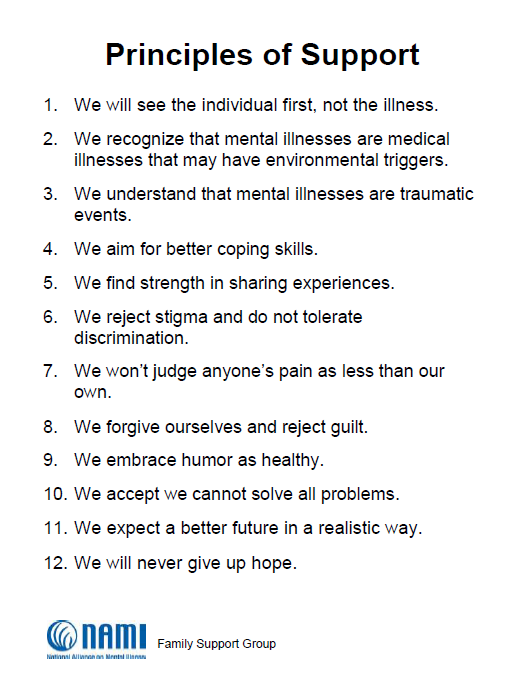 Principles of Support
1. We will see the individual first, not the illness.
2. We recognize that mental illnesses are medical
illnesses that may have environmental triggers.
3. We understand that mental illnesses are traumatic
events.
4. We aim for better coping skills.
5. We find strength in sharing experiences.
6. We reject stigma and do not tolerate
discrimination.
7. We won't judge anyone's pain as less than our
own.
8. We forgive ourselves and reject guilt.
9. We embrace humor as healthy.
10. We accept we cannot solve all problems.
11. We expect a better future in a realistic way.
12. We will never give up hope.
NAMI
National Alliance on Mental Illness
Family Support Group